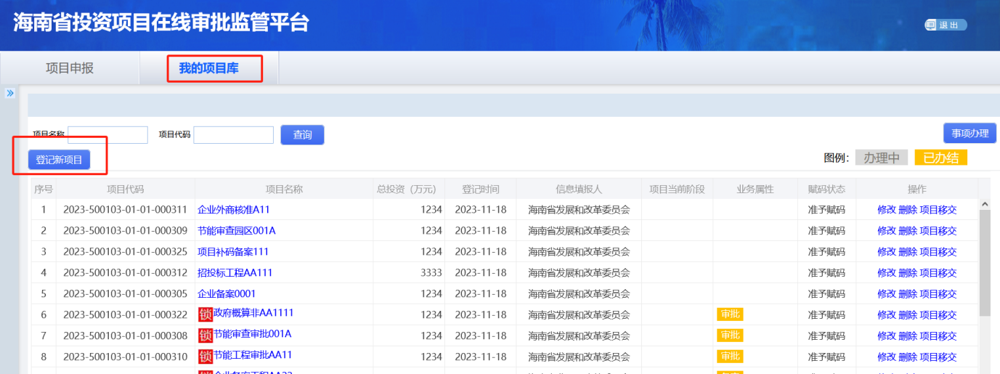 海南省投资项目在线审批监管平台
退出
项目申报 我的项目库
项目名称 项目代码 查询 事项办理
登记新项目 图例: 办理中 已办结
序号 项目代码 项目名称 总投资（万元） 登记时间 信息填报人 项目当前阶段 业务属性 赋码状态 操作
1 2023-500103-01-01-000311 企业外商核准A11 1234 2023-11-18 海南省发展和改革委员会 准予赋码 修改 删除 项目移交
2 2023-500103-01-01-000309 节能审查园区001A 1234 2023-11-18 海南省发展和改革委员会 准予赋码 修改 删除 项目移交
3 2023-500103-01-01-000325 项目补码备案111 1234 2023-11-18 海南省发展和改革委员会 准予赋码 修改 删除 项目移交
4 2023-500103-01-01-000312 招投标工程AA111 3333 2023-11-18 海南省发展和改革委员会 准予赋码 修改 删除 项目移交
5 2023-500103-01-01-000305 企业备案0001 1234 2023-11-18 海南省发展和改革委员会 准予赋码 修改 删除 项目移交
6 2023-500103-01-01-000322 锁 政府概算非AA1111 1234 2023-11-18 海南省发展和改革委员会 审批 准予赋码 修改 删除 项目移交
7 2023-500103-01-01-000308 锁 节能审查审批001A 1234 2023-11-18 海南省发展和改革委员会 审批 准予赋码 修改 删除 项目移交
8 2023-500103-01-01-000310 锁 节能工程审批AA11 1234 2023-11-18 海南省发展和改革委员会 审批 准予赋码 修改 删除 项目移交